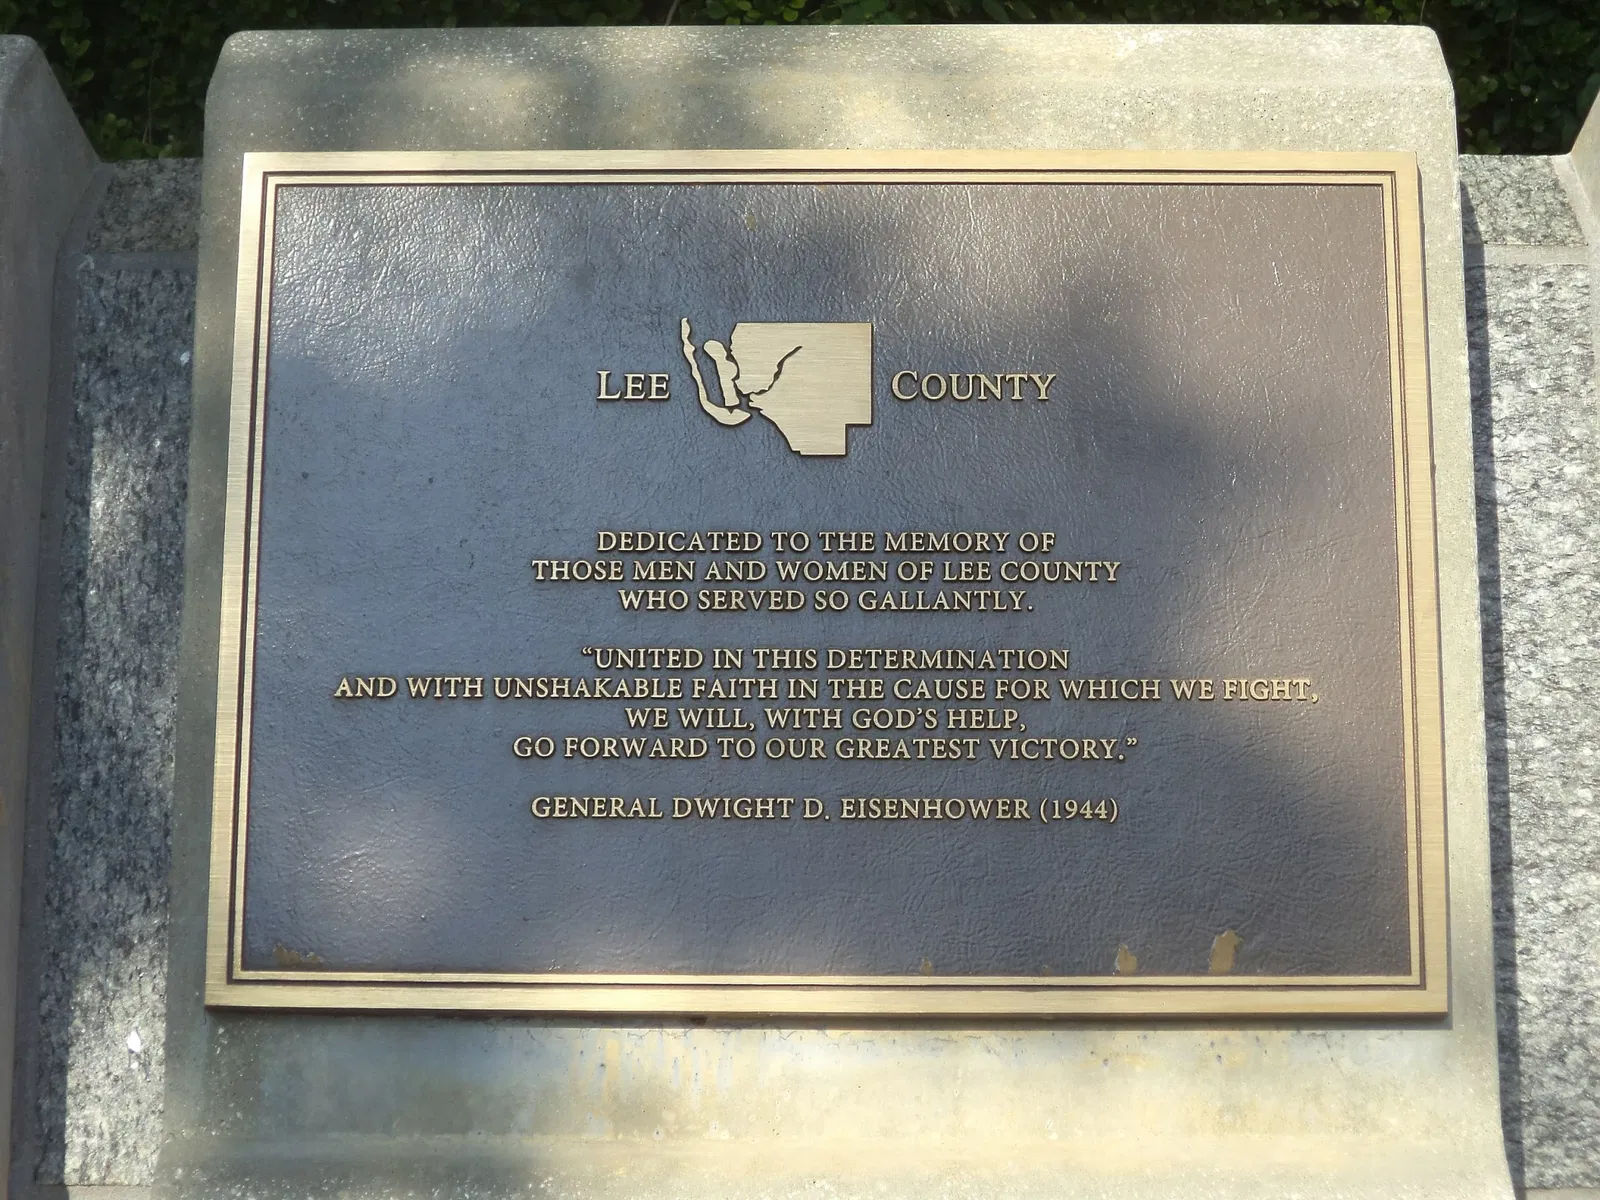 LEE COUNTY
DEDICATED TO THE MEMORY OF
THOSE MEN AND WOMEN OF LEE COUNTY
WHO SERVED SO GALLANTLY.
“UNITED IN THIS DETERMINATION
AND WITH UNSHAKABLE FAITH IN THE CAUSE FOR WHICH WE FIGHT,
WE WILL, WITH GOD’S HELP,
GO FORWARD TO OUR GREATEST VICTORY.”
GENERAL DWIGHT D. EISENHOWER (1944)